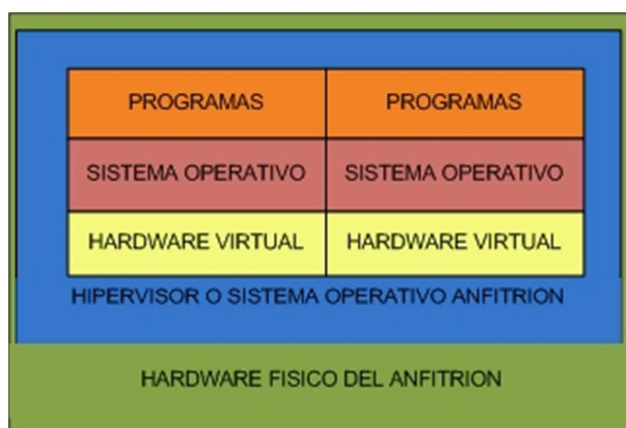 PROGRAMAS PROGRAMAS
SISTEMA OPERATIVO SISTEMA OPERATIVO
HARDWARE VIRTUAL HARDWARE VIRTUAL
HIPERVISOR O SISTEMA OPERATIVO ANFITRION
HARDWARE FISICO DEL ANFITRION